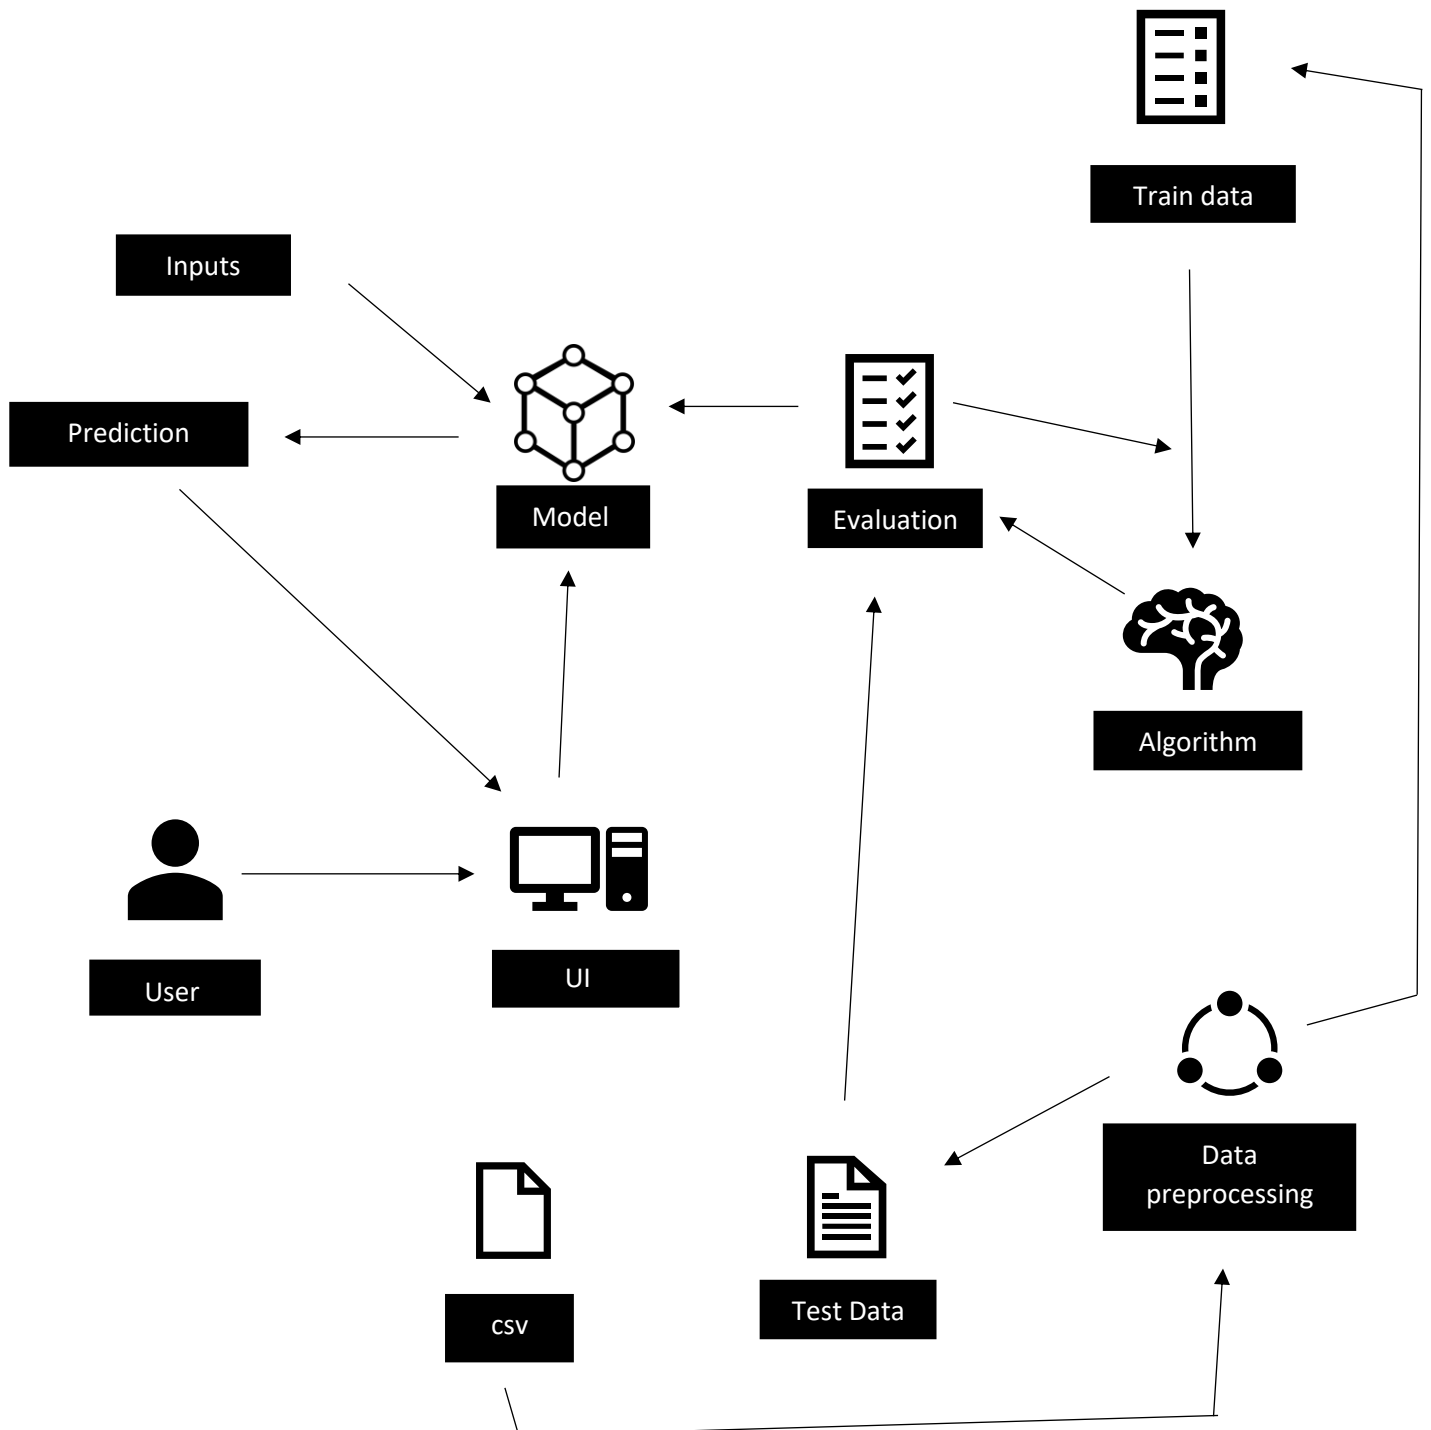 Train data
Inputs
Prediction
Model
Evaluation
Algorithm
User
UI
Data
preprocessing
Test Data
csv